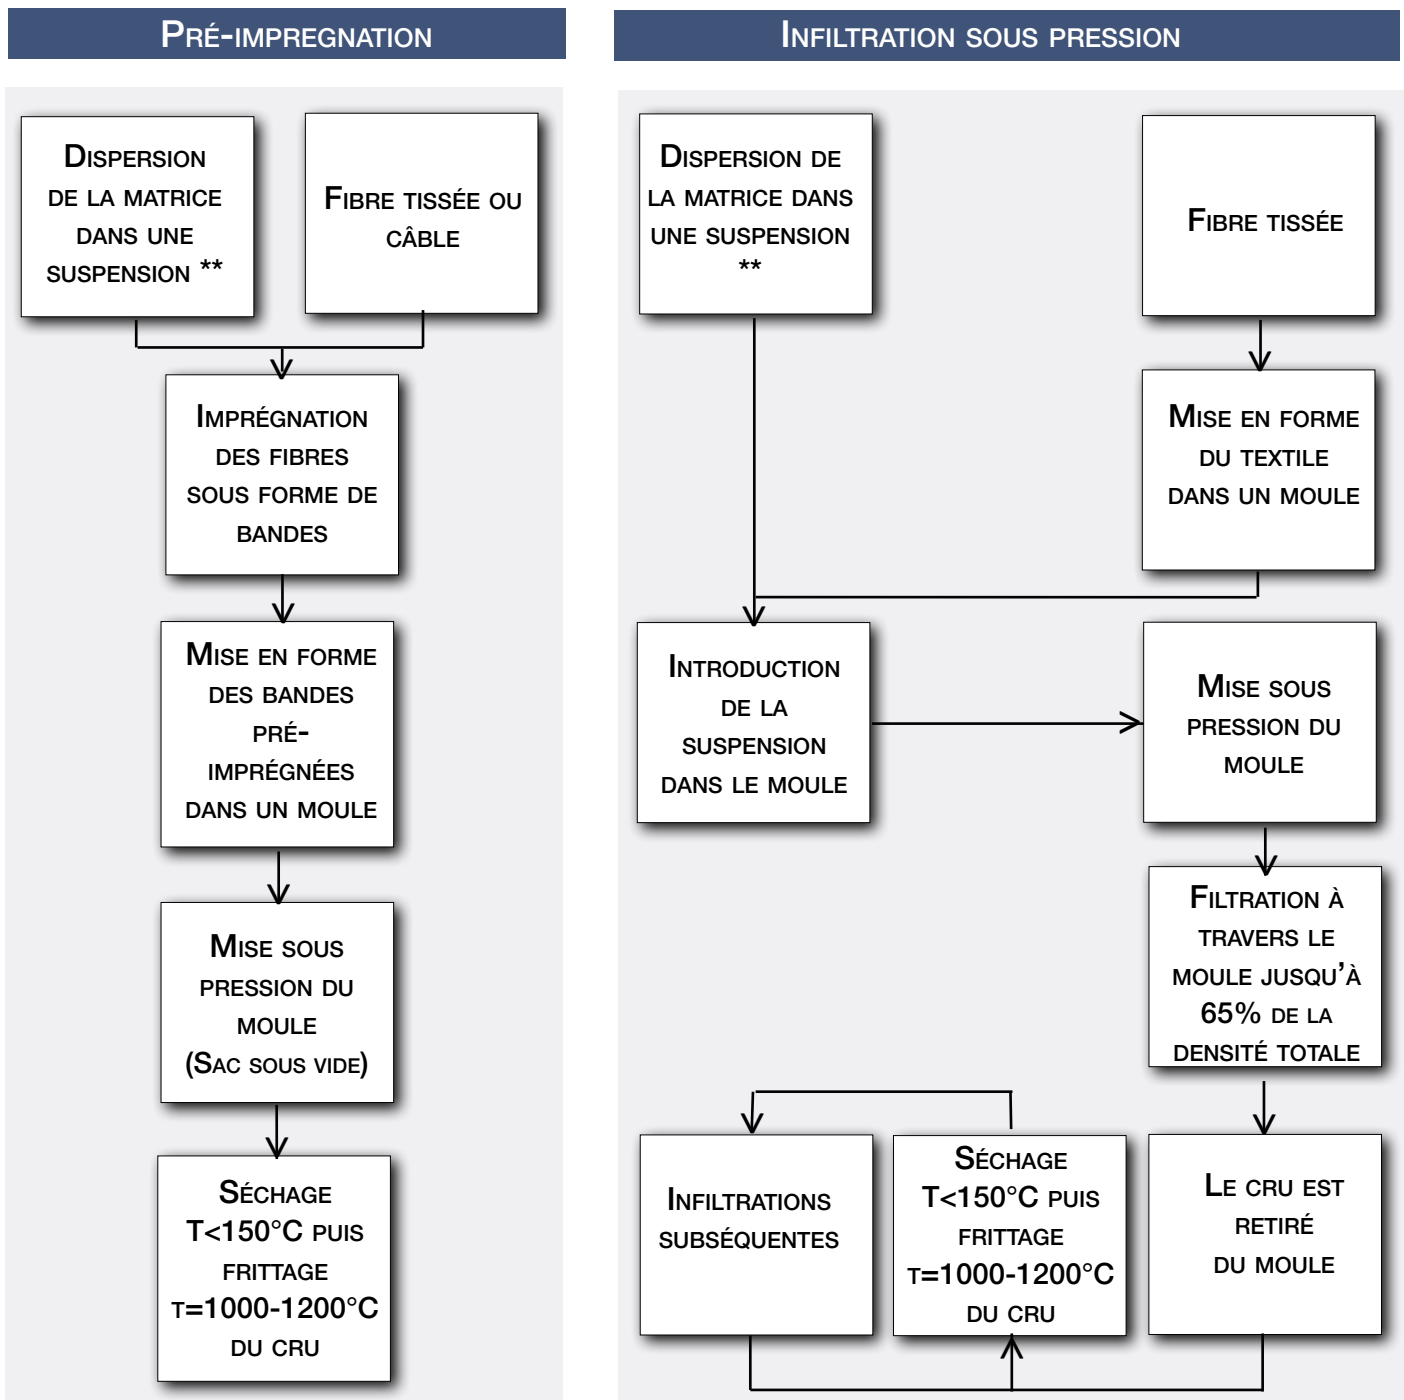 Pré-impregnation
Dispersion
de la matrice
dans une
suspension **
Fibre tissée ou
câble
Imprégnation
des fibres
sous forme de
bandes
Mise en forme
des bandes
pré-
imprégnées
dans un moule
Mise sous
pression du
moule
(Sac sous vide)
Séchage
T<150°C puis
frittage
t=1000-1200°C
du cru
Infiltration sous pression
Dispersion de
la matrice dans
une suspension
**
Fibre tissée
Mise en forme
du textile
dans un moule
Introduction
de la
suspension
dans le moule
Mise sous
pression du
moule
Filtration à
travers le
moule jusqu'à
65% de la
densité totale
Le cru est
retiré
du moule
Séchage
T<150°C puis
frittage
t=1000-1200°C
du cru
Infiltrations
subséquentes